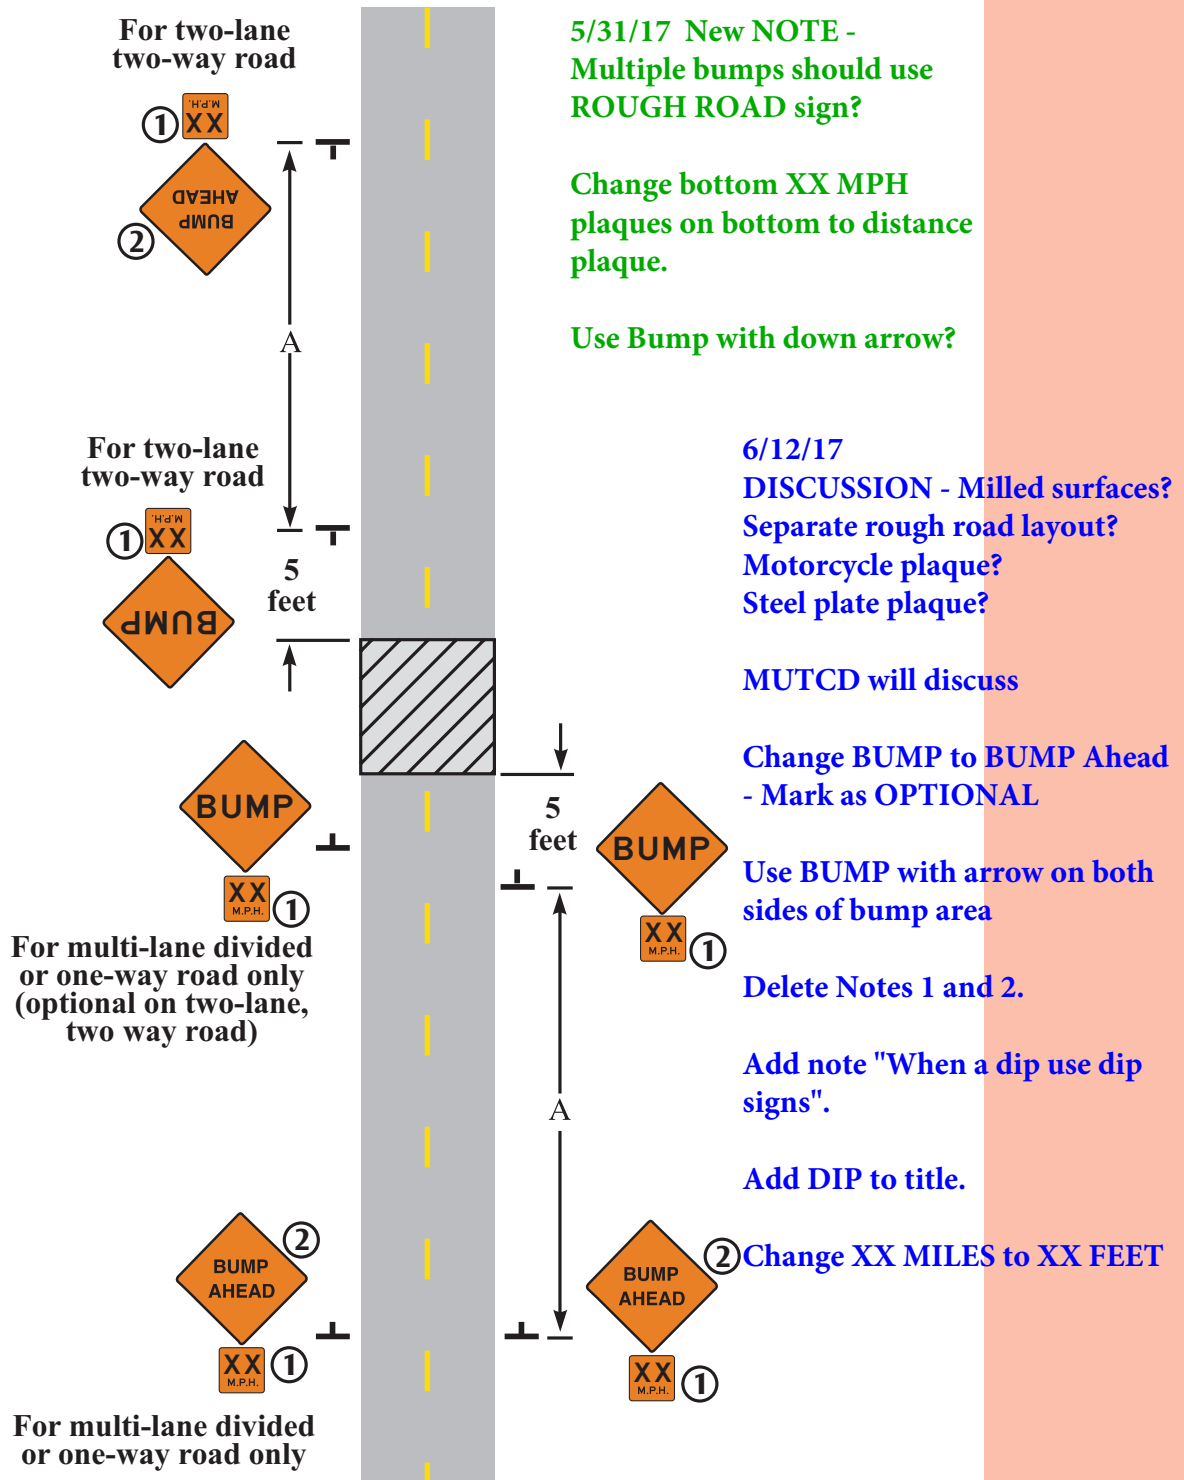 For two-lane
two-way road
M.P.H.
XX
1
BUMP
AHEAD
2
A
For two-lane
two-way road
M.P.H.
XX
1
BUMP
5
feet
BUMP
XX
M.P.H.
1
For multi-lane divided
or one-way road only
(optional on two-lane,
two way road)
5
feet
BUMP
XX
M.P.H.
1
A
2
BUMP
AHEAD
XX
M.P.H.
1
For multi-lane divided
or one-way road only
2
BUMP
AHEAD
XX
M.P.H.
1
5/31/17 New NOTE -
Multiple bumps should use
ROUGH ROAD sign?
Change bottom XX MPH
plaques on bottom to distance
plaque.
Use Bump with down arrow?
6/12/17
DISCUSSION - Milled surfaces?
Separate rough road layout?
Motorcycle plaque?
Steel plate plaque?
MUTCD will discuss
Change BUMP to BUMP Ahead
- Mark as OPTIONAL
Use BUMP with arrow on both
sides of bump area
Delete Notes 1 and 2.
Add note "When a dip use dip
signs".
Add DIP to title.
Change XX MILES to XX FEET